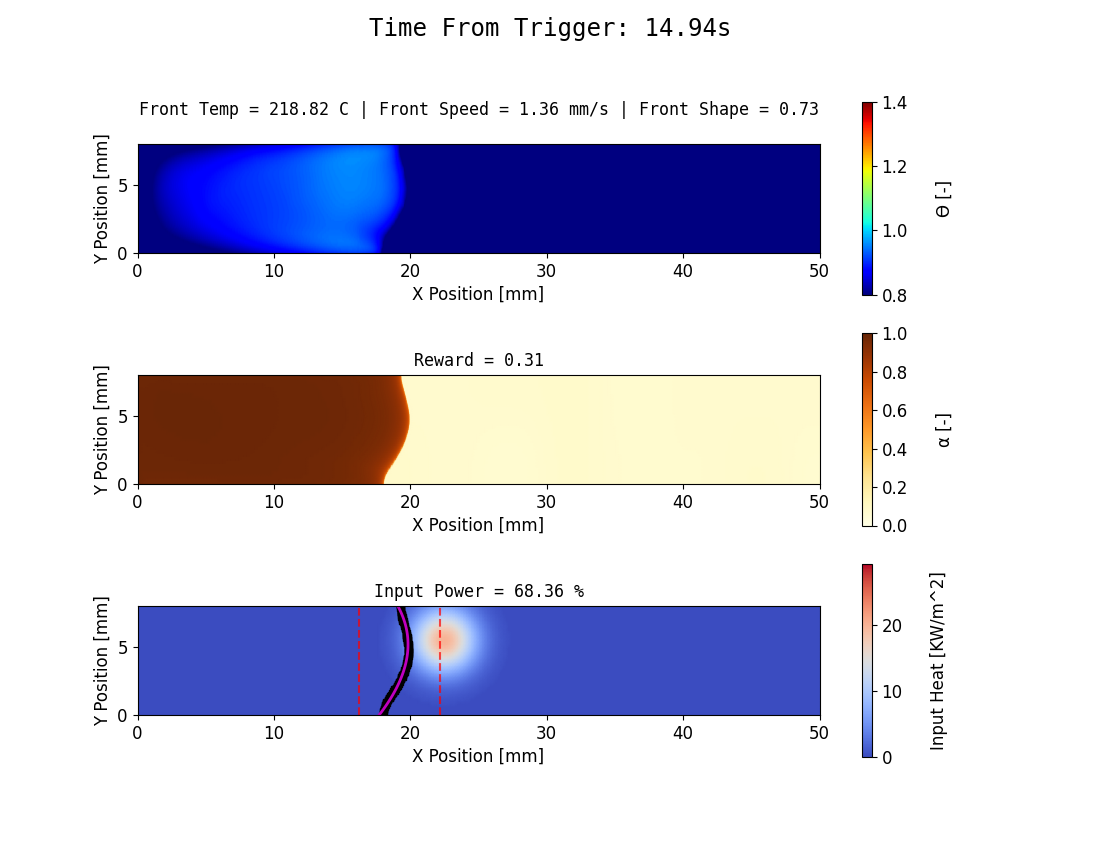 Time From Trigger: 14.94s
Front Temp = 218.82 C | Front Speed = 1.36 mm/s | Front Shape = 0.73
Y Position [mm]
5
0
0 10 20 30 40 50
X Position [mm]
1.4
1.2
1.0
0.8
Θ [-]
Reward = 0.31
Y Position [mm]
5
0
0 10 20 30 40 50
X Position [mm]
1.0
0.8
0.6
0.4
0.2
0.0
α [-]
Input Power = 68.36 %
Y Position [mm]
5
0
0 10 20 30 40 50
X Position [mm]
20
10
0
Input Heat [KW/m^2]